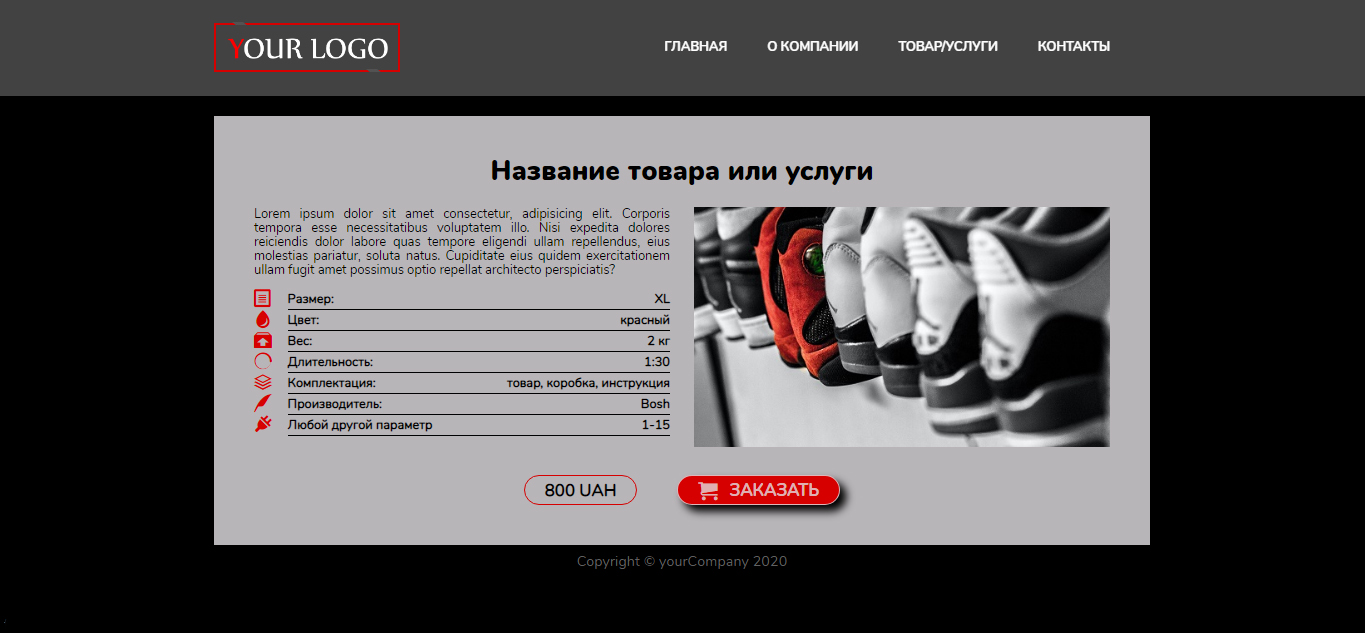 YOUR LOGO
ГЛАВНАЯ О КОМПАНИИ ТОВАР/УСЛУГИ КОНТАКТЫ
Название товара или услуги
Lorem ipsum dolor sit amet consectetur, adipisicing elit. Corporis
tempora esse necessitatibus voluptatem illo. Nisi expedita dolores
reiciendis dolor labore quas tempore eligendi ullam repellendus, eius
molestias pariatur, soluta natus. Cupiditate eius quidem exercitationem
ullam fugit amet possimus optio repellat architecto perspiciatis?
Размер: XL
Цвет: красный
Вес: 2 кг
Длительность: 1:30
Комплектация: товар, коробка, инструкция
Производитель: Bosh
Любой другой параметр 1-15
800 UAH ЗАКАЗАТЬ
Copyright © yourCompany 2020